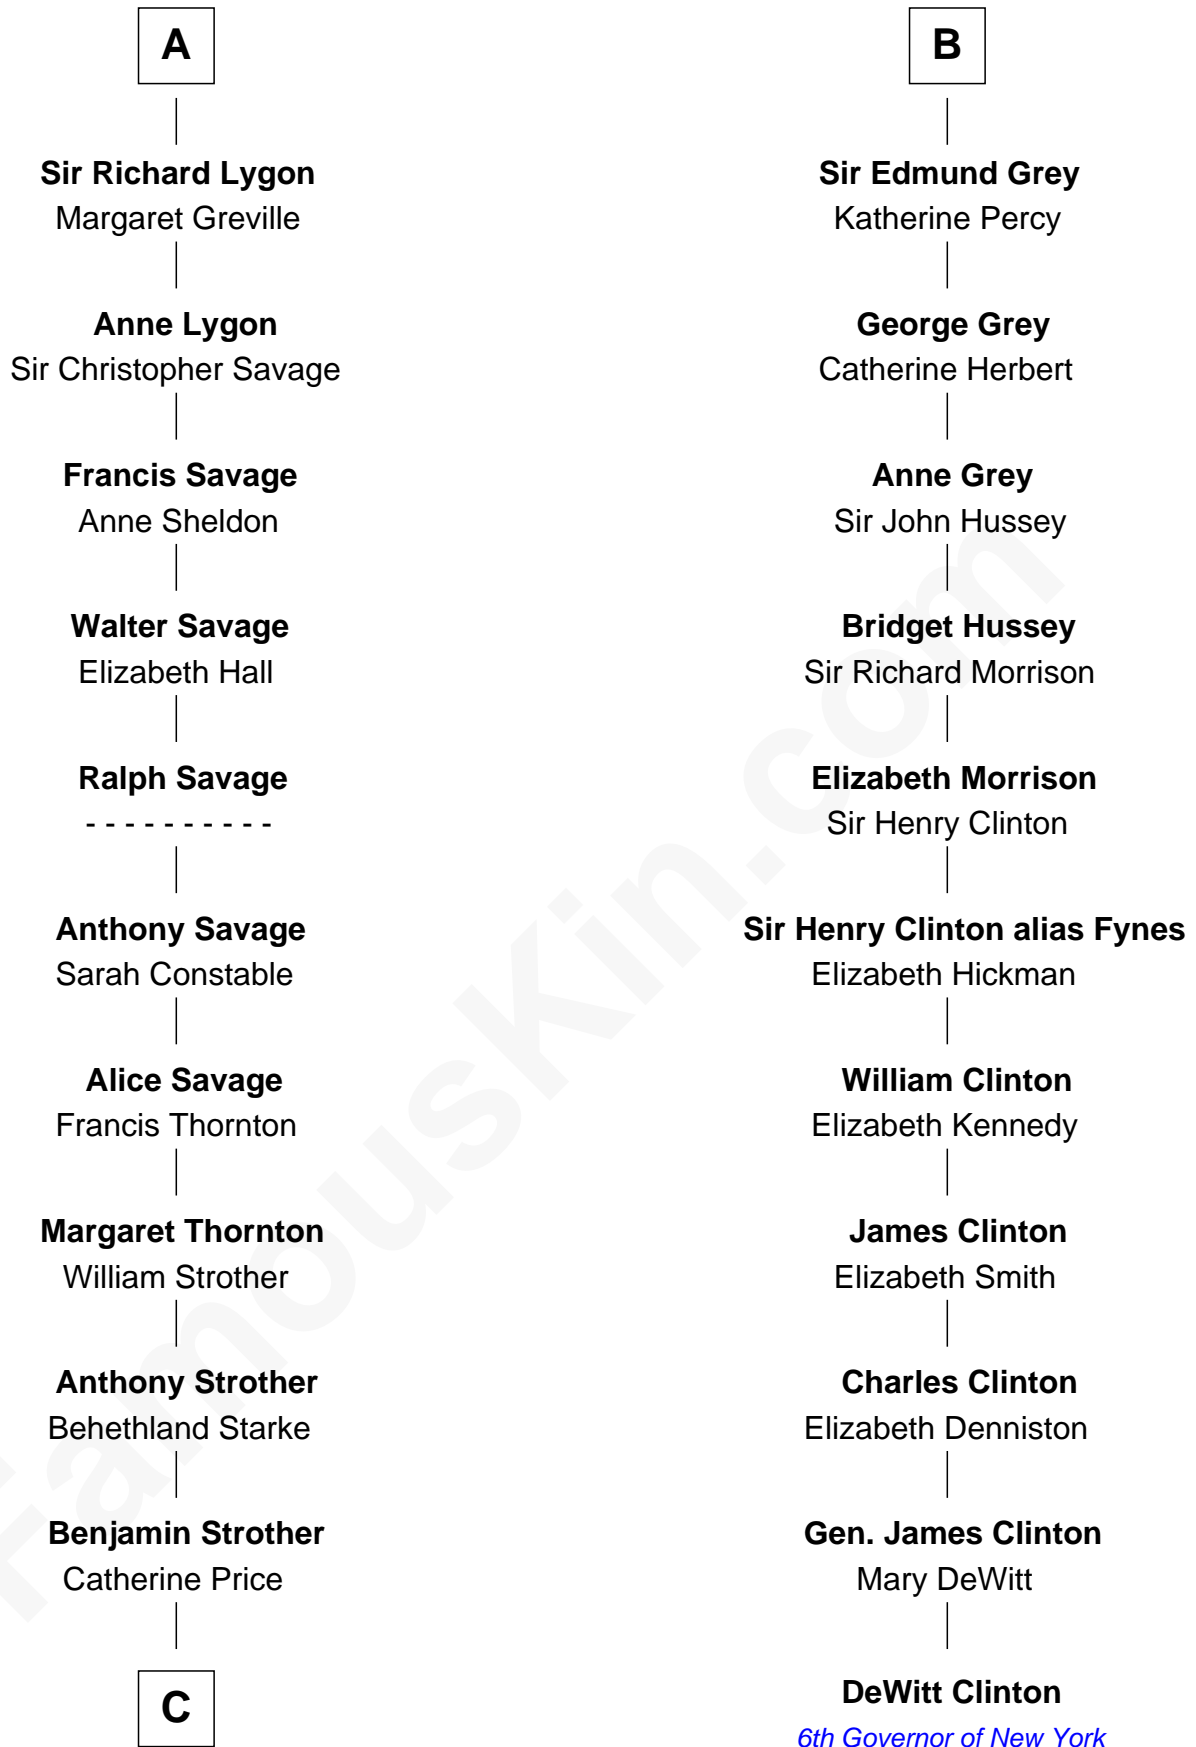 A
Sir Richard Lygon
Margaret Greville
Anne Lygon
Sir Christopher Savage
Francis Savage
Anne Sheldon
Walter Savage
Elizabeth Hall
Ralph Savage
- - - - - - - - - -
Anthony Savage
Sarah Constable
Alice Savage
Francis Thornton
Margaret Thornton
William Strother
Anthony Strother
Behethland Starke
Benjamin Strother
Catherine Price
C
B
Sir Edmund Grey
Katherine Percy
George Grey
Catherine Herbert
Anne Grey
Sir John Hussey
Bridget Hussey
Sir Richard Morrison
Elizabeth Morrison
Sir Henry Clinton
Sir Henry Clinton alias Fynes
Elizabeth Hickman
William Clinton
Elizabeth Kennedy
James Clinton
Elizabeth Smith
Charles Clinton
Elizabeth Denniston
Gen. James Clinton
Mary DeWitt
DeWitt Clinton
6th Governor of New York
FamousKin.com